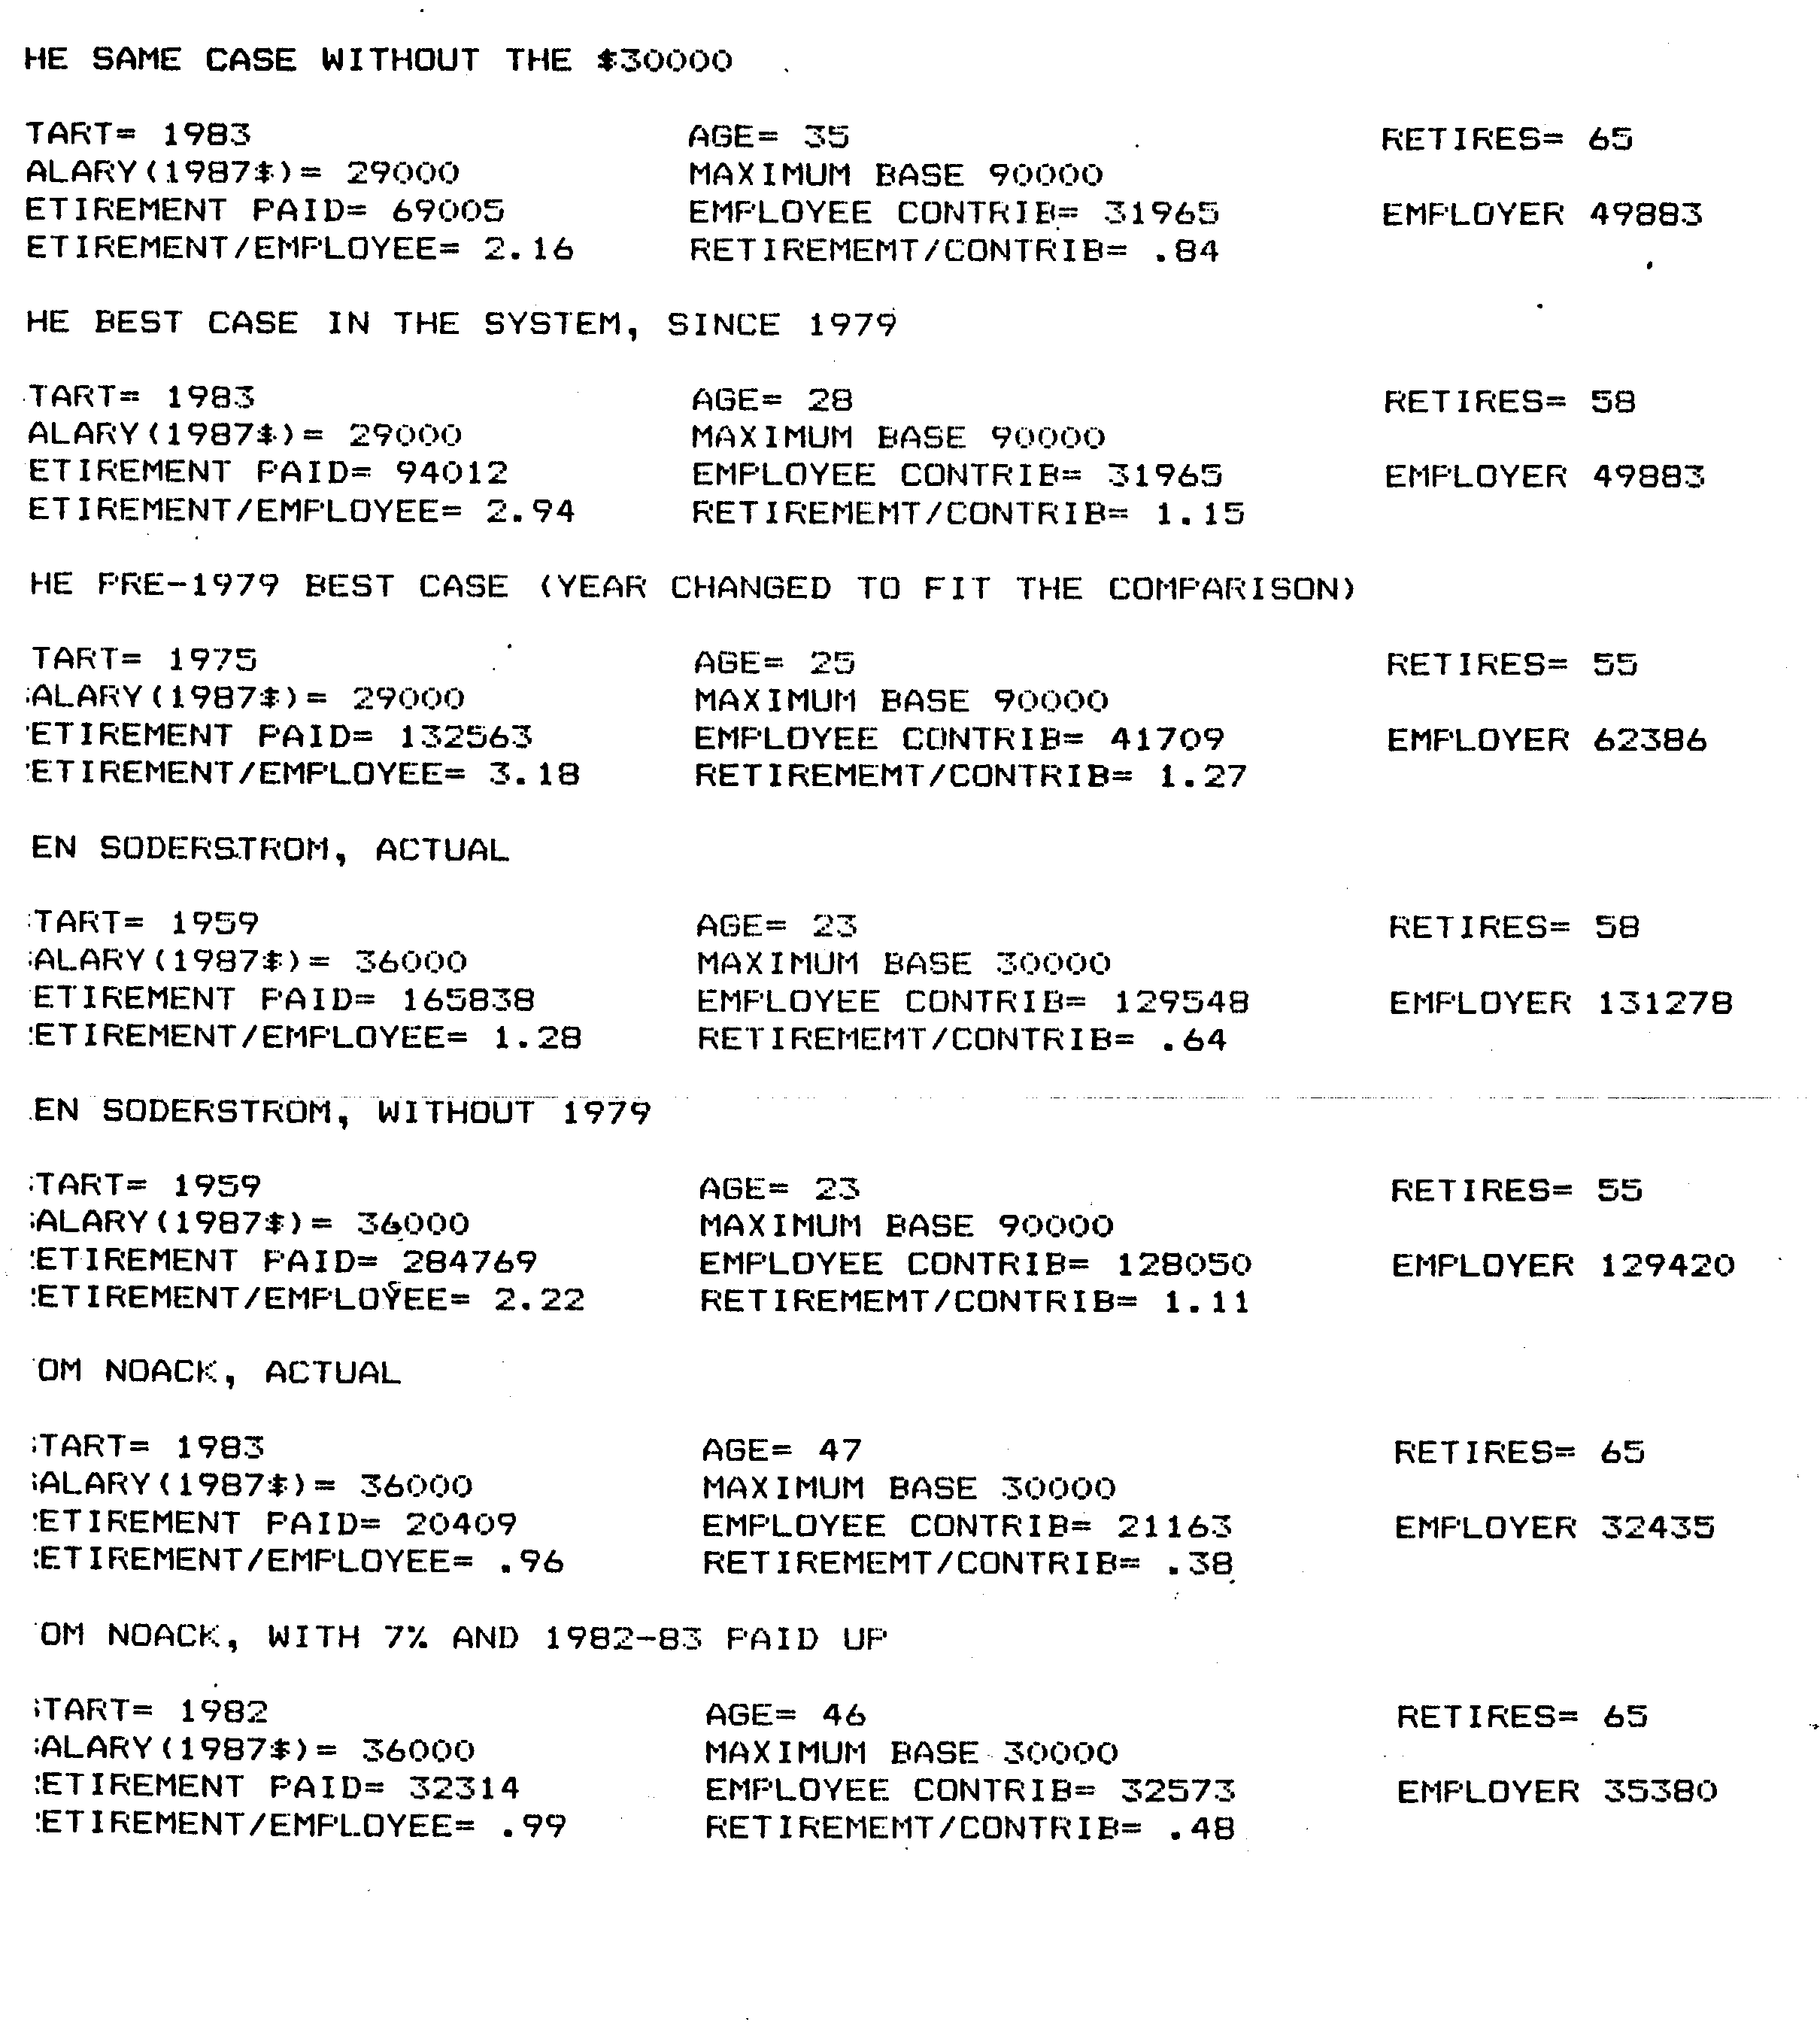 HE SAME CASE WITHOUT THE $30000
TART= 1983 AGE= 35 RETIRES= 65
ALARY(1987$)= 29000 MAXIMUM BASE 90000
ETIREMENT PAID= 69005 EMPLOYEE CONTRIB= 31965 EMPLOYER 49883
ETIREMENT/EMPLOYEE= 2.16 RETIREMEMT/CONTRIB= .84
HE BEST CASE IN THE SYSTEM, SINCE 1979
TART= 1983 AGE= 28 RETIRES= 58
ALARY(1987$)= 29000 MAXIMUM BASE 90000
ETIREMENT PAID= 94012 EMPLOYEE CONTRIB= 31965 EMPLOYER 49883
ETIREMENT/EMPLOYEE= 2.94 RETIREMEMT/CONTRIB= 1.15
HE PRE-1979 BEST CASE (YEAR CHANGED TO FIT THE COMPARISON)
TART= 1975 AGE= 25 RETIRES= 55
ALARY(1987$)= 29000 MAXIMUM BASE 90000
ETIREMENT PAID= 132563 EMPLOYEE CONTRIB= 41709 EMPLOYER 62386
ETIREMENT/EMPLOYEE= 3.18 RETIREMEMT/CONTRIB= 1.27
EN SODERSTROM, ACTUAL
TART= 1959 AGE= 23 RETIRES= 58
ALARY(1987$)= 36000 MAXIMUM BASE 30000
ETIREMENT PAID= 165838 EMPLOYEE CONTRIB= 129548 EMPLOYER 131278
ETIREMENT/EMPLOYEE= 1.28 RETIREMEMT/CONTRIB= .64
EN SODERSTROM, WITHOUT 1979
TART= 1959 AGE= 23 RETIRES= 55
ALARY(1987$)= 36000 MAXIMUM BASE 90000
ETIREMENT PAID= 284769 EMPLOYEE CONTRIB= 128050 EMPLOYER 129420
ETIREMENT/EMPLOYEE= 2.22 RETIREMEMT/CONTRIB= 1.11
OM NOACK, ACTUAL
TART= 1983 AGE= 47 RETIRES= 65
ALARY(1987$)= 36000 MAXIMUM BASE 30000
ETIREMENT PAID= 20409 EMPLOYEE CONTRIB= 21163 EMPLOYER 32435
ETIREMENT/EMPLOYEE= .96 RETIREMEMT/CONTRIB= .38
OM NOACK, WITH 7% AND 1982-83 PAID UP
TART= 1982 AGE= 46 RETIRES= 65
ALARY(1987$)= 36000 MAXIMUM BASE 30000
ETIREMENT PAID= 32314 EMPLOYEE CONTRIB= 32573 EMPLOYER 35380
ETIREMENT/EMPLOYEE= .99 RETIREMEMT/CONTRIB= .48